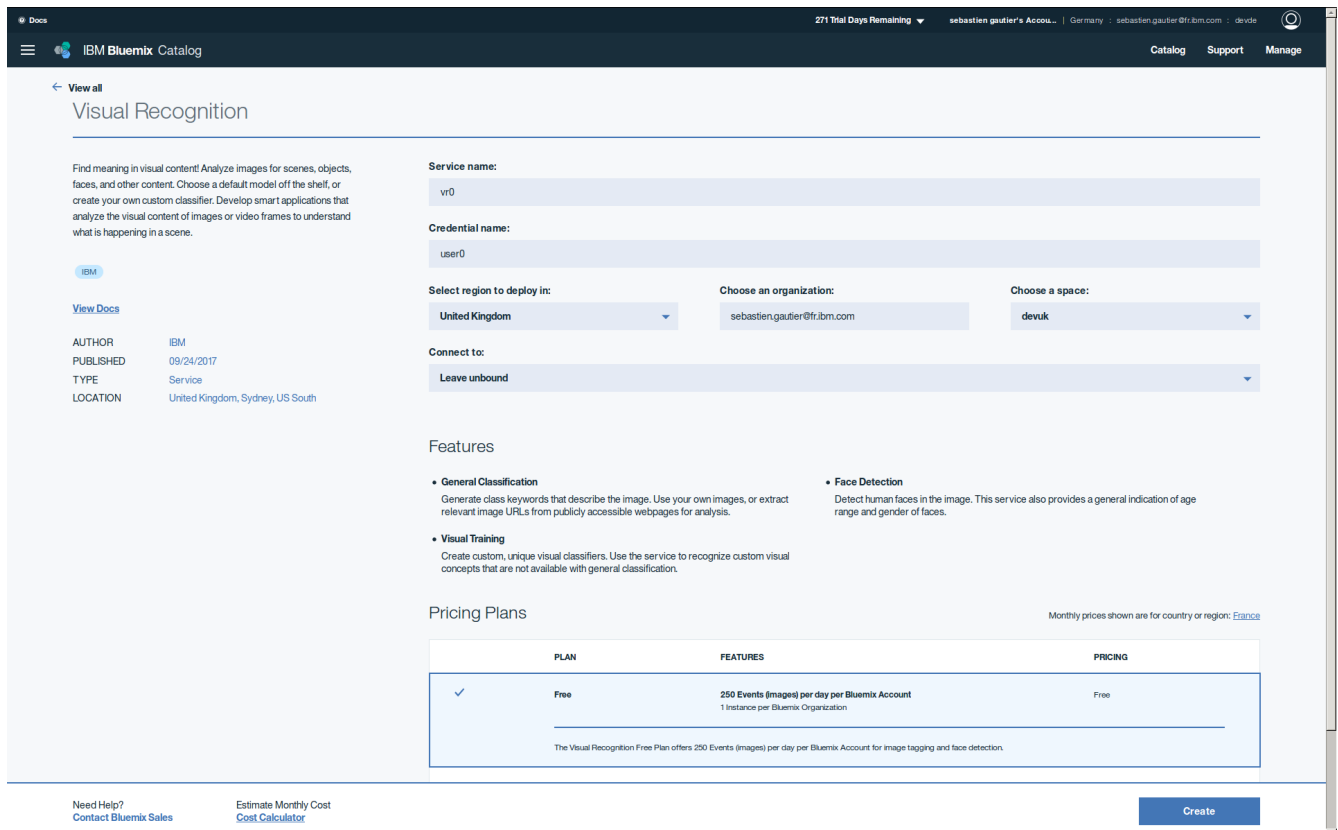 Docs
271 Trial Days Remaining
sebastien gautier's Accou... | Germany : sebastien.gautier@fr.ibm.com : devde
IBM Bluemix Catalog
Catalog Support Manage
View all
Visual Recognition
Find meaning in visual content! Analyze images for scenes, objects,
faces, and other content. Choose a default model off the shelf, or
create your own custom classifier. Develop smart applications that
analyze the visual content of images or video frames to understand
what is happening in a scene.
IBM
View Docs
AUTHOR IBM
PUBLISHED 09/24/2017
TYPE Service
LOCATION United Kingdom, Sydney, US South
Service name:
vr0
Credential name:
user0
Select region to deploy in: Choose an organization: Choose a space:
United Kingdom sebastien.gautier@fr.ibm.com devuk
Connect to:
Leave unbound
Features
• General Classification
Generate class keywords that describe the image. Use your own images, or extract
relevant image URLs from publicly accessible webpages for analysis.
• Face Detection
Detect human faces in the image. This service also provides a general indication of age
range and gender of faces.
• Visual Training
Create custom, unique visual classifiers. Use the service to recognize custom visual
concepts that are not available with general classification.
Pricing Plans
Monthly prices shown are for country or region: France
PLAN FEATURES PRICING
Free 250 Events (images) per day per Bluemix Account Free
1 Instance per Bluemix Organization
The Visual Recognition Free Plan offers 250 Events (images) per day per Bluemix Account for image tagging and face detection.
Need Help? Estimate Monthly Cost
Contact Bluemix Sales Cost Calculator
Create